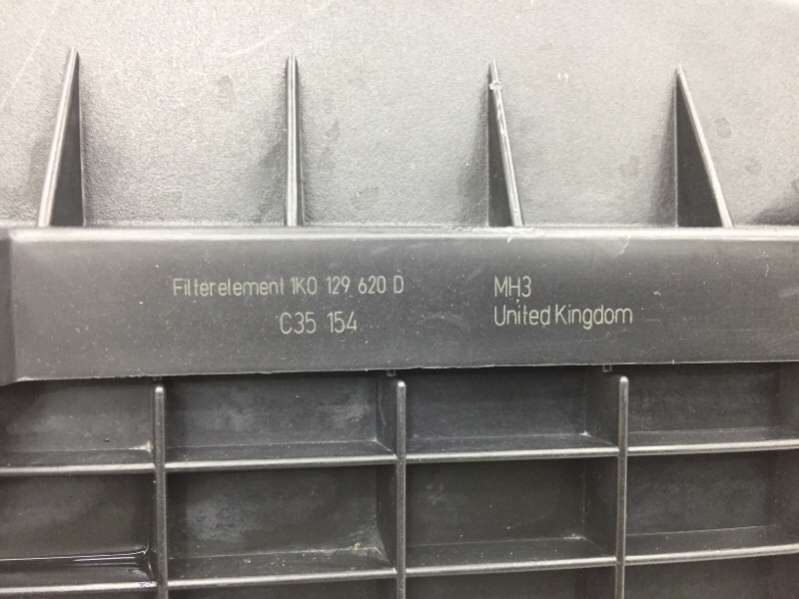 Filterelement 1K0 129 620 D
C35 154
MH3
United Kingdom